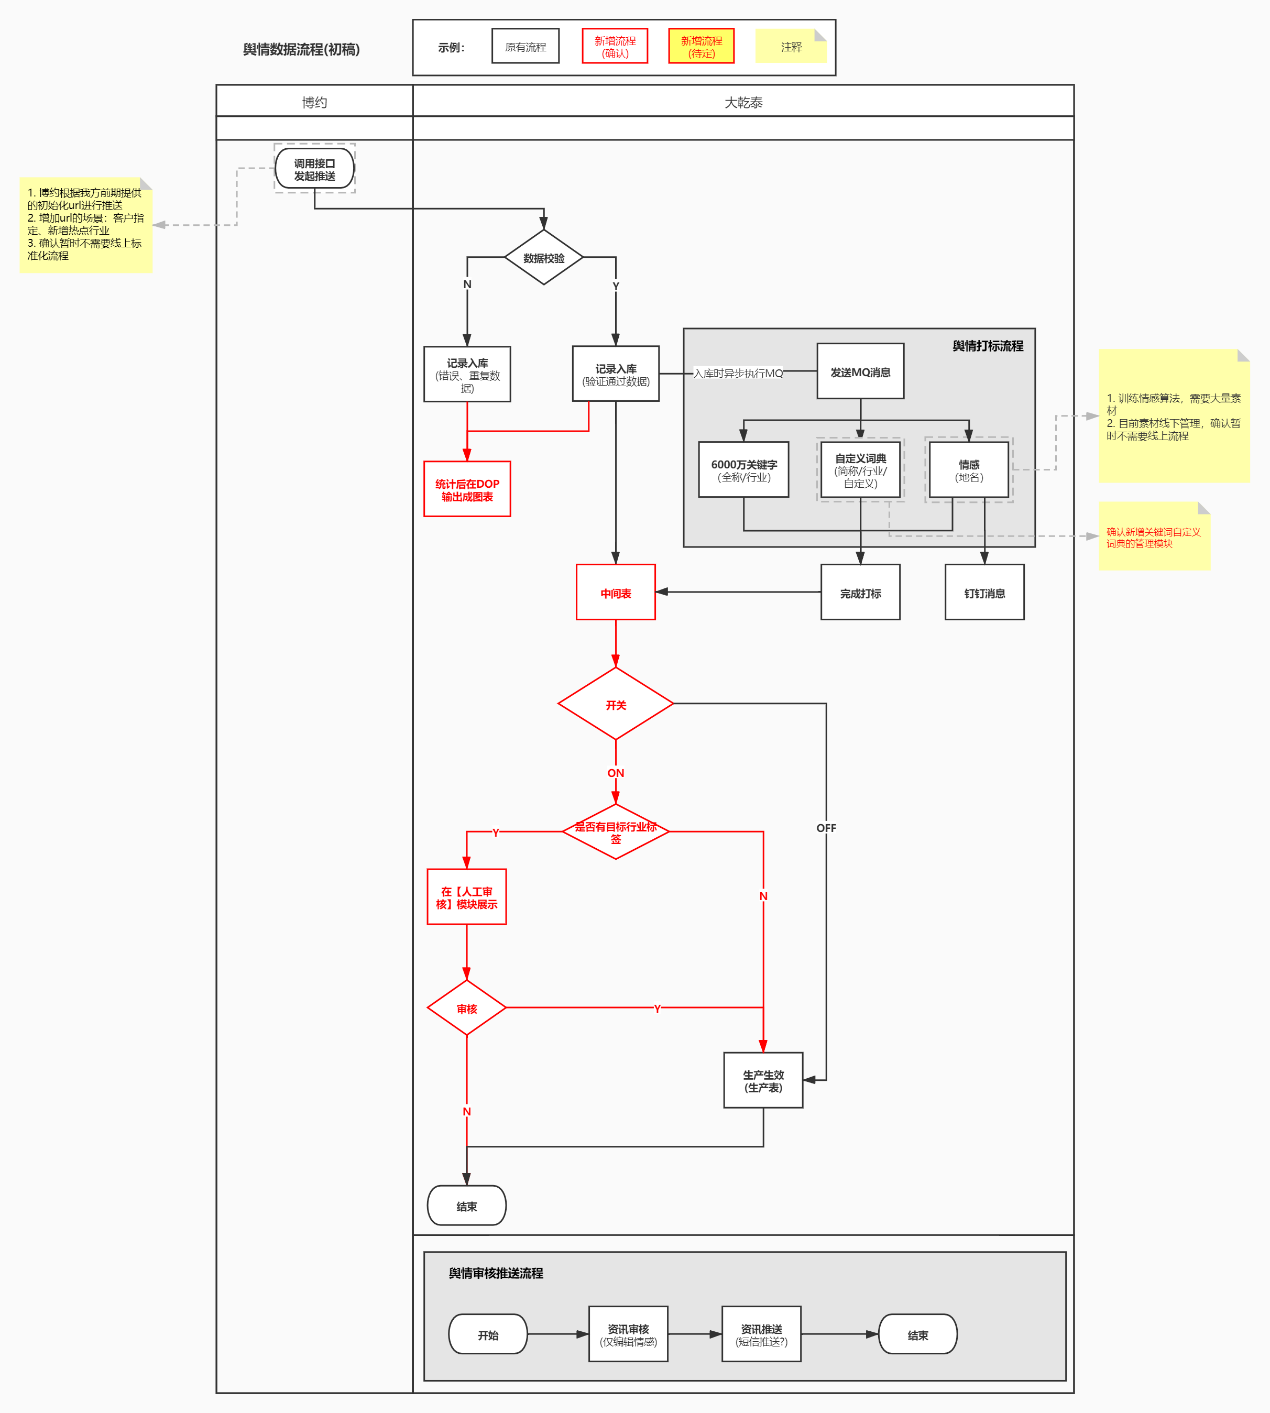 舆情数据流程(初稿)
示例：
原有流程
新增流程
(确认)
新增流程
(待定)
注释
博约
大乾泰
调用接口
发起推送
1. 博约根据我方前期提供
的初始化url进行推送
2. 增加url的场景：客户指
定、新增热点行业
3. 确认暂时不需要线上标
准化流程
数据校验
N
Y
记录入库
(错误、重复数
据)
记录入库
(验证通过数据)
入库时异步执行MQ
舆情打标流程
发送MQ消息
6000万关键字
(全称/行业)
自定义词典
(简称/行业/
自定义)
情感
(地名)
1. 训练情感算法，需要大量素
材
2. 目前素材线下管理，确认暂
时不需要线上流程
统计后在DOP
输出成图表
确认新增关键词自定义
词典的管理模块
中间表
完成打标
钉钉消息
开关
ON
OFF
是否有目标行业标
签
Y
N
在【人工审
核】模块展示
审核
Y
N
生产生效
(生产表)
结束
舆情审核推送流程
开始
资讯审核
(仅编辑情感)
资讯推送
(短信推送?)
结束